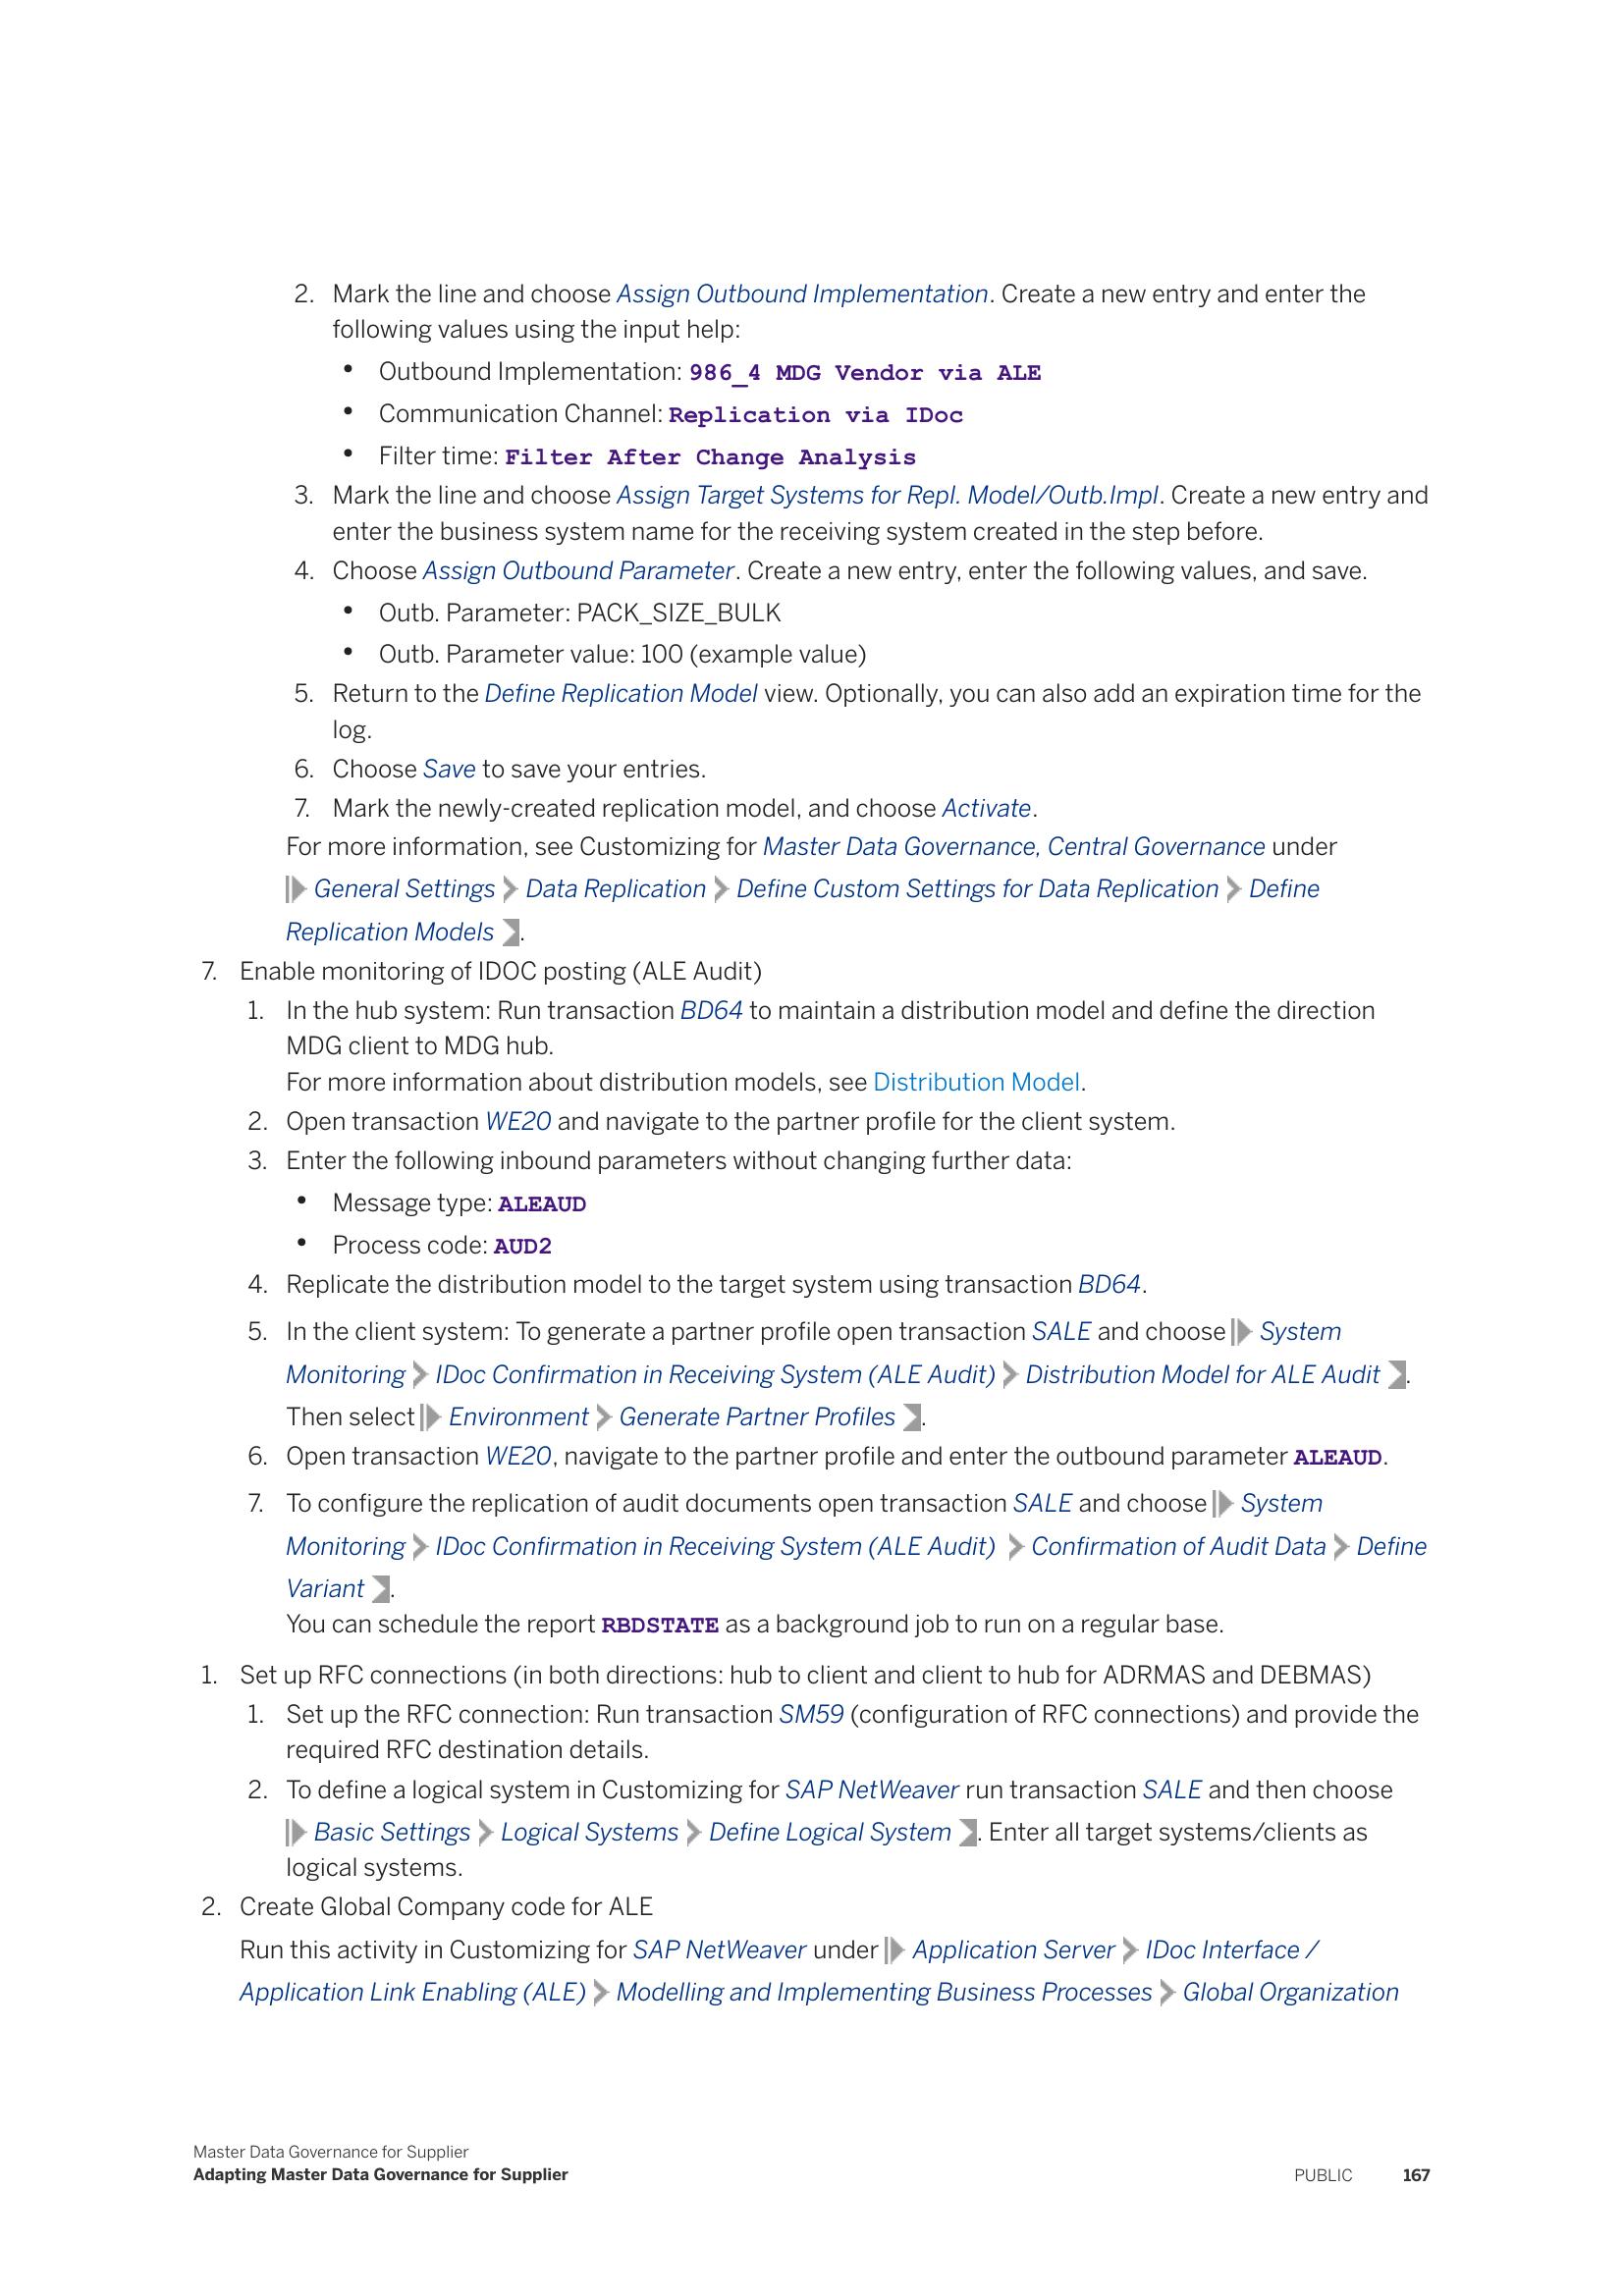 2. Mark the line and choose Assign Outbound Implementation. Create a new entry and enter the
following values using the input help:
• Outbound Implementation: 986_4 MDG Vendor via ALE
• Communication Channel: Replication via IDoc
• Filter time: Filter After Change Analysis
3. Mark the line and choose Assign Target Systems for Repl. Model/Outb.Impl. Create a new entry and
enter the business system name for the receiving system created in the step before.
4. Choose Assign Outbound Parameter. Create a new entry, enter the following values, and save.
• Outb. Parameter: PACK_SIZE_BULK
• Outb. Parameter value: 100 (example value)
5. Return to the Define Replication Model view. Optionally, you can also add an expiration time for the
log.
6. Choose Save to save your entries.
7. Mark the newly-created replication model, and choose Activate.
For more information, see Customizing for Master Data Governance, Central Governance under
General Settings Data Replication Define Custom Settings for Data Replication Define
Replication Models .
7. Enable monitoring of IDOC posting (ALE Audit)
1. In the hub system: Run transaction BD64 to maintain a distribution model and define the direction
MDG client to MDG hub.
For more information about distribution models, see Distribution Model.
2. Open transaction WE20 and navigate to the partner profile for the client system.
3. Enter the following inbound parameters without changing further data:
• Message type: ALEAUD
• Process code: AUD2
4. Replicate the distribution model to the target system using transaction BD64.
5. In the client system: To generate a partner profile open transaction SALE and choose System
Monitoring IDoc Confirmation in Receiving System (ALE Audit) Distribution Model for ALE Audit .
Then select Environment Generate Partner Profiles .
6. Open transaction WE20, navigate to the partner profile and enter the outbound parameter ALEAUD.
7. To configure the replication of audit documents open transaction SALE and choose System
Monitoring IDoc Confirmation in Receiving System (ALE Audit) Confirmation of Audit Data Define
Variant .
You can schedule the report RBDSTATE as a background job to run on a regular base.
1. Set up RFC connections (in both directions: hub to client and client to hub for ADRMAS and DEBMAS)
1. Set up the RFC connection: Run transaction SM59 (configuration of RFC connections) and provide the
required RFC destination details.
2. To define a logical system in Customizing for SAP NetWeaver run transaction SALE and then choose
Basic Settings Logical Systems Define Logical System . Enter all target systems/clients as
logical systems.
2. Create Global Company code for ALE
Run this activity in Customizing for SAP NetWeaver under Application Server IDoc Interface /
Application Link Enabling (ALE) Modelling and Implementing Business Processes Global Organization
Master Data Governance for Supplier
Adapting Master Data Governance for Supplier PUBLIC 167